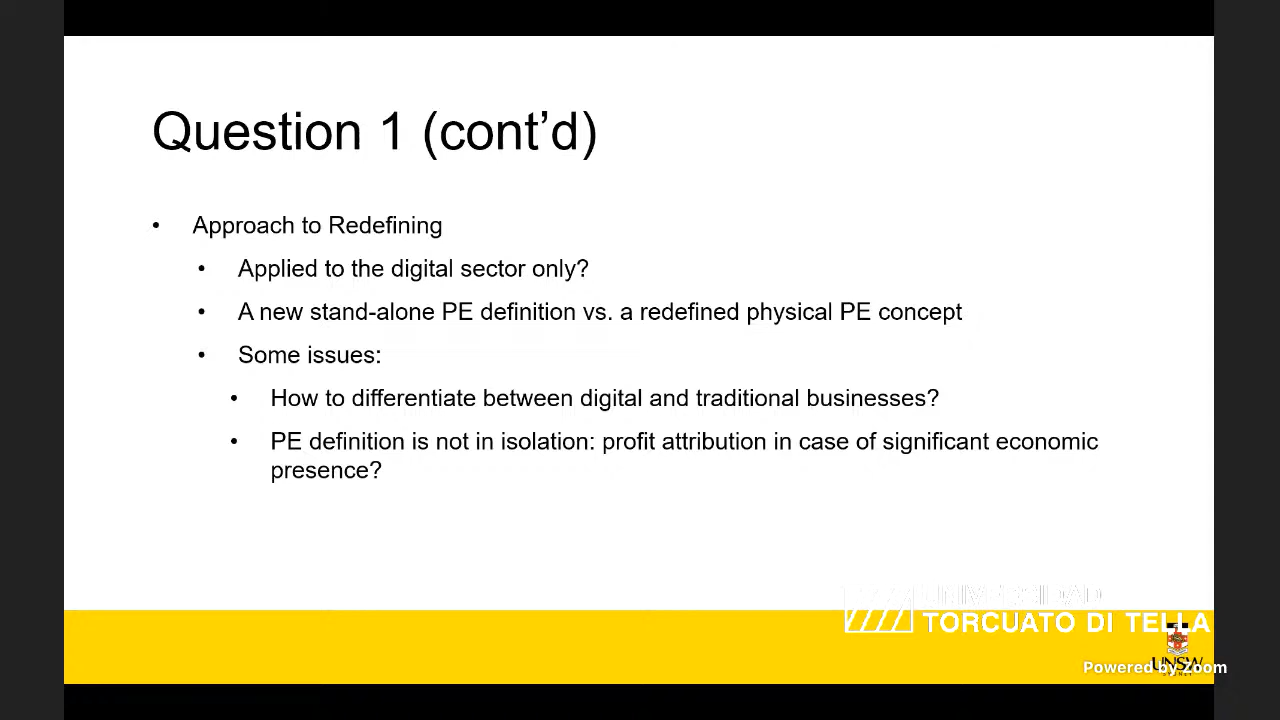 Question 1 (cont’d)
• Approach to Redefining
• Applied to the digital sector only?
• A new stand-alone PE definition vs. a redefined physical PE concept
• Some issues:
• How to differentiate between digital and traditional businesses?
• PE definition is not in isolation: profit attribution in case of significant economic
presence?
UNIVERSIDAD
TORCUATO DI TELLA
UNSW
SYDNEY
Powered by Zoom